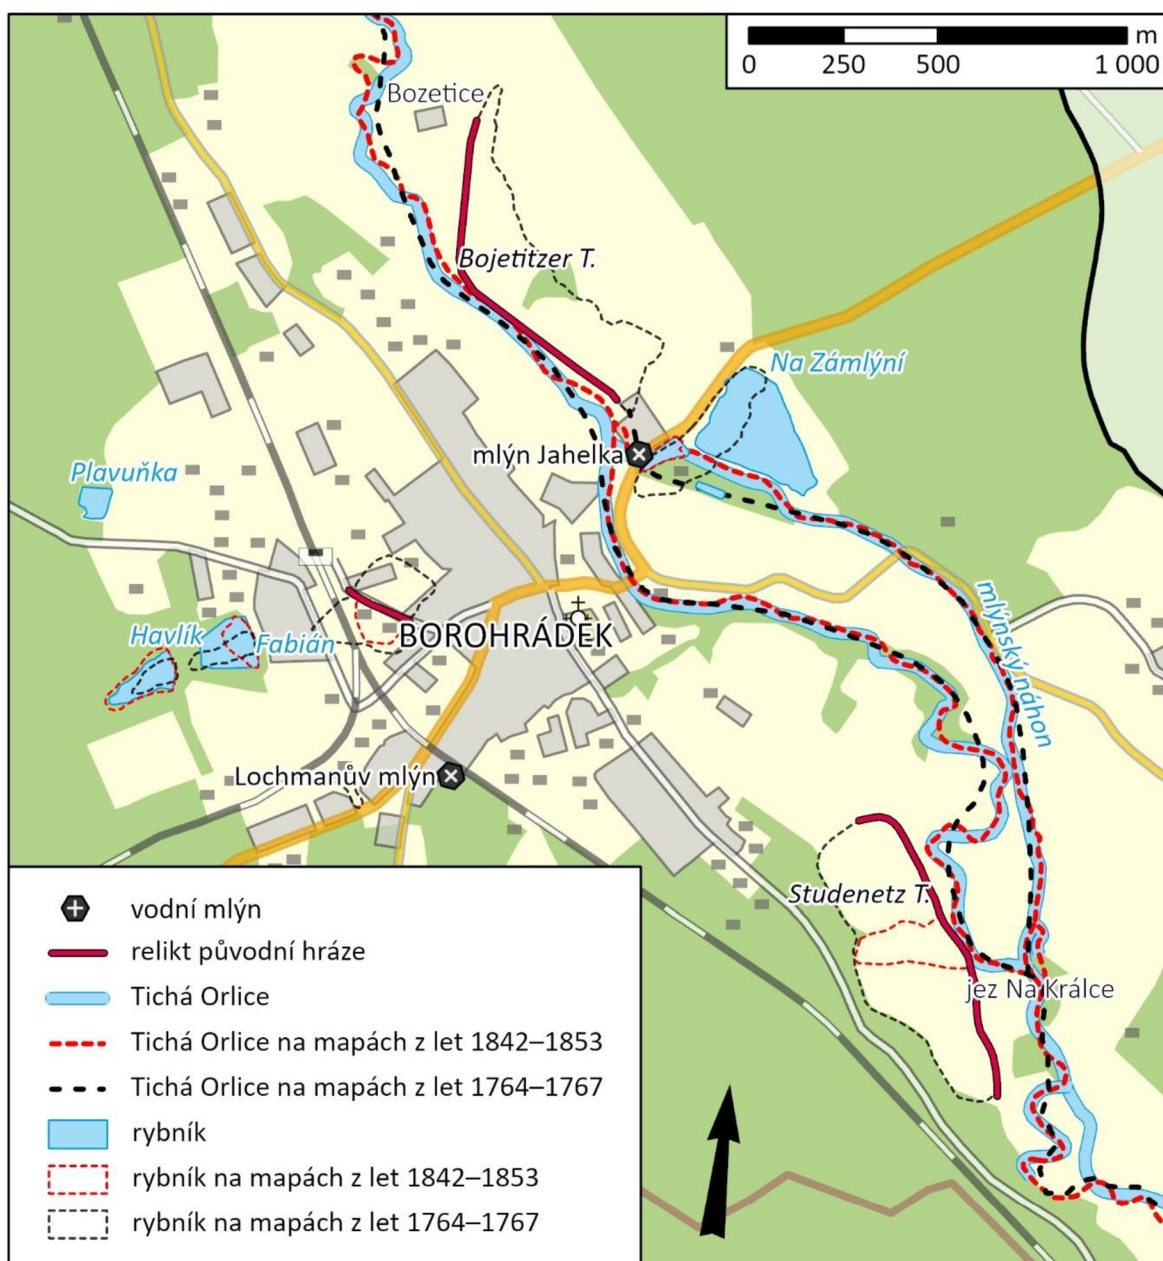 m
0 250 500 1 000
Bozetice
Bojetitzer T.
Na Zámlýní
mlýn Jahelka
Plavuňka
Havlík
Fabián
BOROHRÁDEK
mlýnský náhon
Lochmanův mlýn
Studenetz T.
jez Na Králce
vodní mlýn
relikt původní hráze
Tichá Orlice
Tichá Orlice na mápách z let 1842–1853
Tichá Orlice na mápách z let 1764–1767
rybník
rybník na mapách z let 1842–1853
rybník na mapách z let 1764–1767